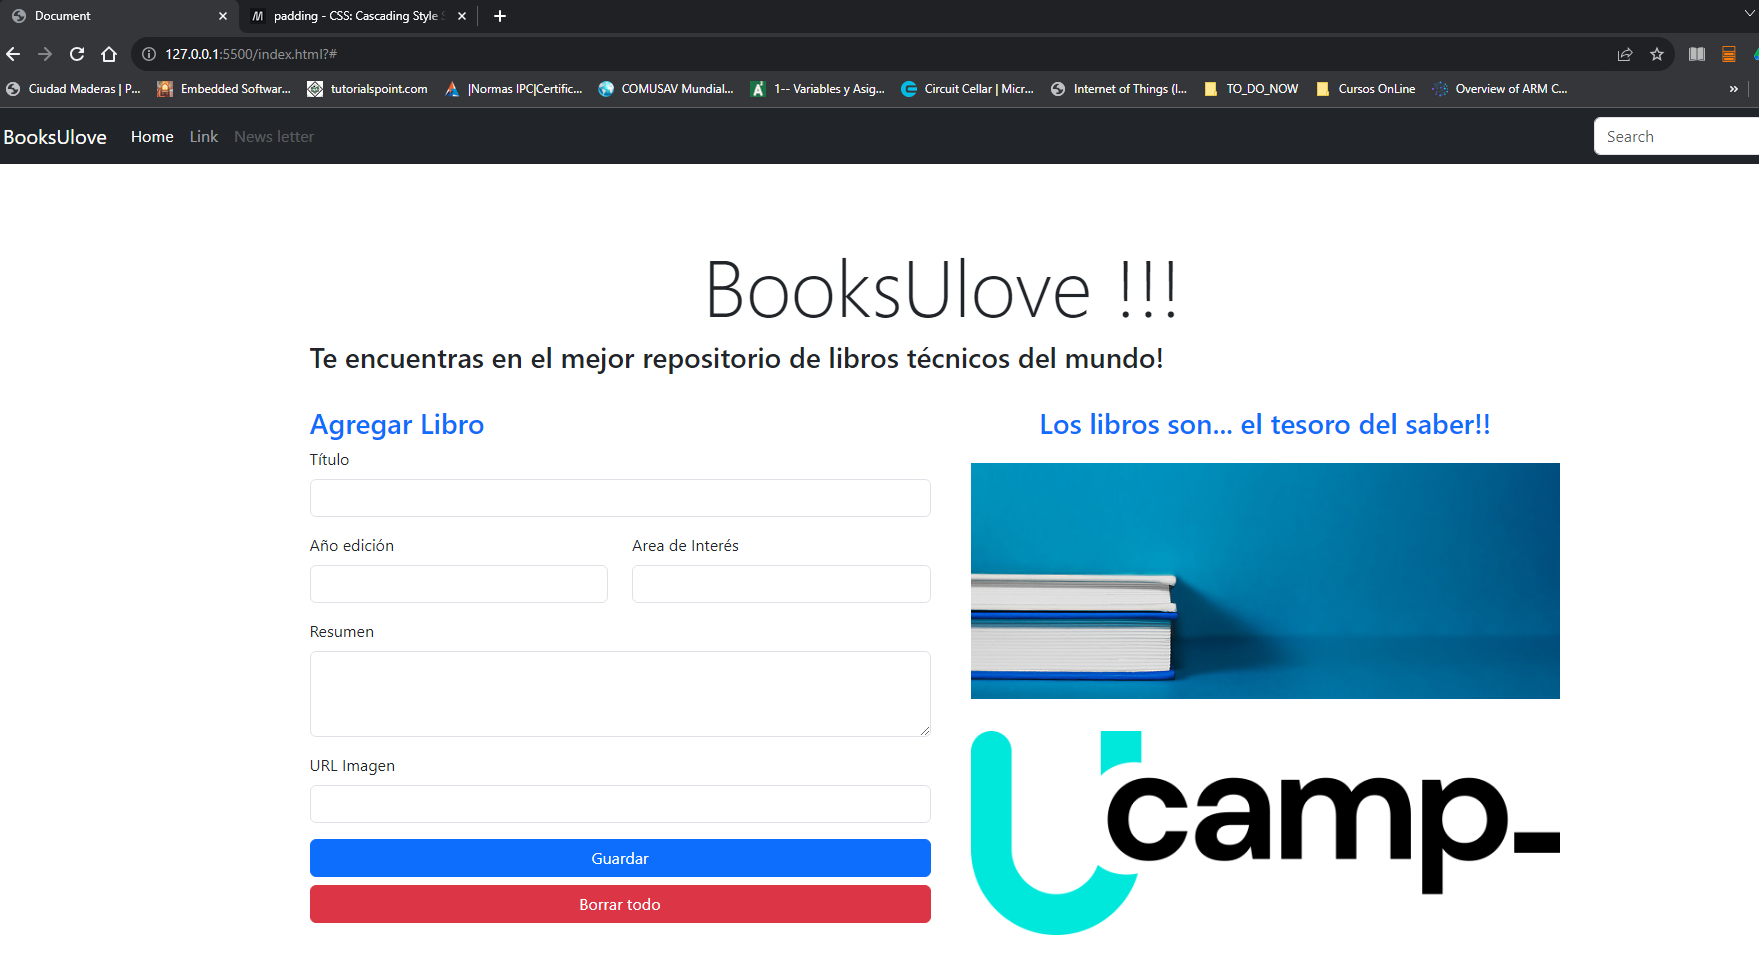 Document
padding - CSS: Cascading Style S
127.0.0.1:5500/index.html?#
Ciudad Maderas | P...
Embedded Softwar...
tutorialspoint.com
|Normas IPC|Certific...
COMUSAV Mundial...
1-- Variables y Asig...
Circuit Cellar | Micr...
Internet of Things (I...
TO_DO_NOW
Cursos OnLine
Overview of ARM C...
BooksUlove
Home
Link
News letter
Search
BooksUlove !!!
Te encuentras en el mejor repositorio de libros técnicos del mundo!
Agregar Libro
Título
Año edición
Area de Interés
Resumen
URL Imagen
Guardar
Borrar todo
Los libros son... el tesoro del saber!!
Ucamp_